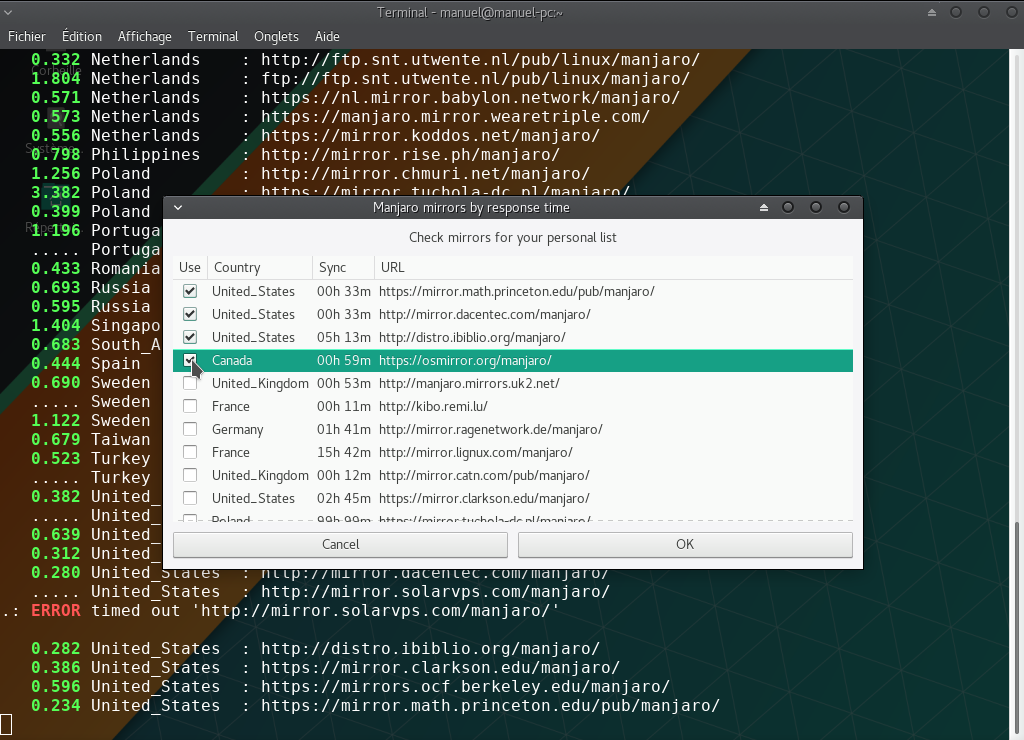 Terminal - manuel@manuel-pc:~
Fichier Édition Affichage Terminal Onglets Aide
0.332 Netherlands : http://ftp.snt.utwente.nl/pub/linux/manjaro/
Corbeille
1.804 Netherlands : ftp://ftp.snt.utwente.nl/pub/linux/manjaro/
0.571 Netherlands : https://nl.mirror.babylon.network/manjaro/
0.573 Netherlands : https://manjaro.mirror.wearetriple.com/
0.556 Netherlands : https://mirror.koddos.net/manjaro/
0.798 Philippines : http://mirror.rise.ph/manjaro/
1.256 Poland : http://mirror.chmuri.net/manjaro/
3.382 Poland : https://mirror.tuchola-dc.pl/manjaro/
0.399 Poland
1.196 Portuga
..... Portuga
0.433 Romania
0.693 Russia
0.595 Russia
1.404 Singapo
0.683 South_A
0.444 Spain
0.690 Sweden
..... Sweden
1.122 Sweden
0.679 Taiwan
0.523 Turkey
..... Turkey
0.382 United_
..... United_
0.639 United_
0.312 United_
Manjaro mirrors by response time
Check mirrors for your personal list
Use Country Sync URL
United_States 00h 33m https://mirror.math.princeton.edu/pub/manjaro/
United_States 00h 33m http://mirror.dacentec.com/manjaro/
United_States 05h 13m http://distro.ibiblio.org/manjaro/
Canada 00h 59m https://osmirror.org/manjaro/
United_Kingdom 00h 53m http://manjaro.mirrors.uk2.net/
France 00h 11m http://kibo.remi.lu/
Germany 01h 41m http://mirror.ragenetwork.de/manjaro/
France 15h 42m http://mirror.lignux.com/manjaro/
United_Kingdom 00h 12m http://mirror.catn.com/pub/manjaro/
United_States 02h 45m https://mirror.clarkson.edu/manjaro/
Poland 99h 99m https://mirror.tuchola-dc.pl/manjaro/
Cancel OK
0.280 United_States : http://mirror.dacentec.com/manjaro/
..... United_States : http://mirror.solarvps.com/manjaro/
.: ERROR timed out 'http://mirror.solarvps.com/manjaro/'
0.282 United_States : http://distro.ibiblio.org/manjaro/
0.386 United_States : https://mirror.clarkson.edu/manjaro/
0.596 United_States : https://mirrors.ocf.berkeley.edu/manjaro/
0.234 United_States : https://mirror.math.princeton.edu/pub/manjaro/